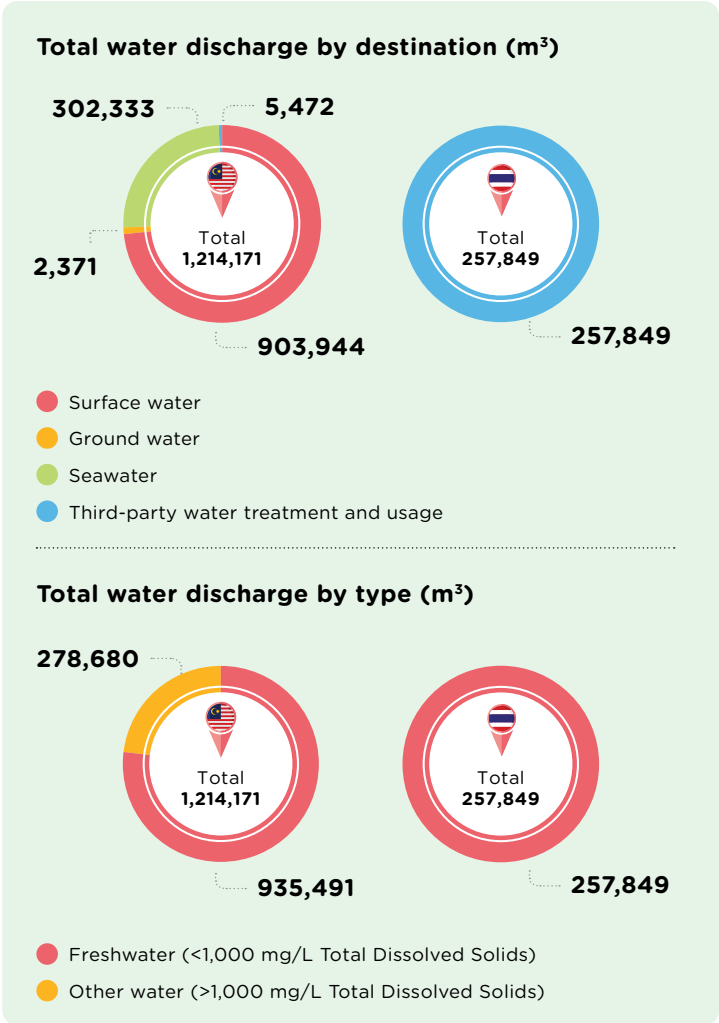 Total water discharge by destination (m³)
302,333
5,472
Total
1,214,171
2,371
903,944
Total
257,849
257,849
Surface water
Ground water
Seawater
Third-party water treatment and usage
Total water discharge by type (m³)
278,680
Total
1,214,171
935,491
Total
257,849
257,849
Freshwater (<1,000 mg/L Total Dissolved Solids)
Other water (>1,000 mg/L Total Dissolved Solids)